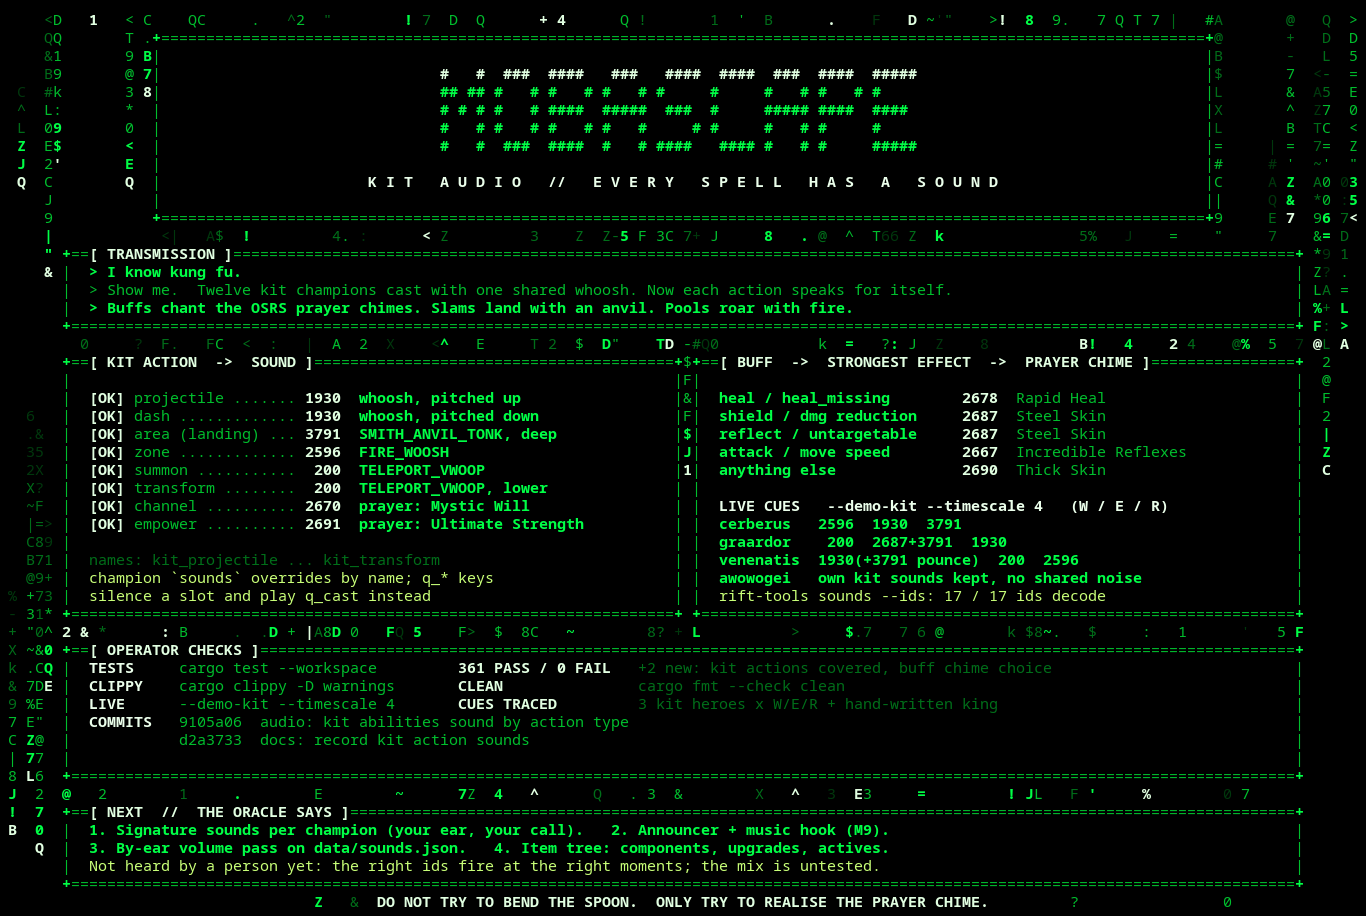 MOBASCAPE
KIT AUDIO // EVERY SPELL HAS A SOUND
[ TRANSMISSION ]
> I know kung fu.
> Show me.  Twelve kit champions cast with one shared whoosh. Now each action speaks for itself.
> Buffs chant the OSRS prayer chimes. Slams land with an anvil. Pools roar with fire.
[ KIT ACTION  ->  SOUND ]
[OK] projectile ....... 1930  whoosh, pitched up
[OK] dash ............. 1930  whoosh, pitched down
[OK] area (landing) ... 3791  SMITH_ANVIL_TONK, deep
[OK] zone ............. 2596  FIRE_WOOSH
[OK] summon ...........  200  TELEPORT_VWOOP
[OK] transform ........  200  TELEPORT_VWOOP, lower
[OK] channel .......... 2670  prayer: Mystic Will
[OK] empower .......... 2691  prayer: Ultimate Strength
names: kit_projectile ... kit_transform
champion `sounds` overrides by name; q_* keys
silence a slot and play q_cast instead
[ BUFF  ->  STRONGEST EFFECT  ->  PRAYER CHIME ]
heal / heal_missing        2678  Rapid Heal
shield / dmg reduction     2687  Steel Skin
reflect / untargetable     2687  Steel Skin
attack / move speed        2667  Incredible Reflexes
anything else              2690  Thick Skin
LIVE CUES   --demo-kit --timescale 4   (W / E / R)
cerberus   2596  1930  3791
graardor    200  2687+3791  1930
venenatis  1930(+3791 pounce)  200  2596
awowogei   own kit sounds kept, no shared noise
rift-tools sounds --ids: 17 / 17 ids decode
[ OPERATOR CHECKS ]
TESTS     cargo test --workspace         361 PASS / 0 FAIL   +2 new: kit actions covered, buff chime choice
CLIPPY    cargo clippy -D warnings       CLEAN               cargo fmt --check clean
LIVE      --demo-kit --timescale 4       CUES TRACED         3 kit heroes x W/E/R + hand-written king
COMMITS   9105a06  audio: kit abilities sound by action type
d2a3733  docs: record kit action sounds
[ NEXT  //  THE ORACLE SAYS ]
1. Signature sounds per champion (your ear, your call).   2. Announcer + music hook (M9).
3. By-ear volume pass on data/sounds.json.   4. Item tree: components, upgrades, actives.
Not heard by a person yet: the right ids fire at the right moments; the mix is untested.
DO NOT TRY TO BEND THE SPOON.  ONLY TRY TO REALISE THE PRAYER CHIME.